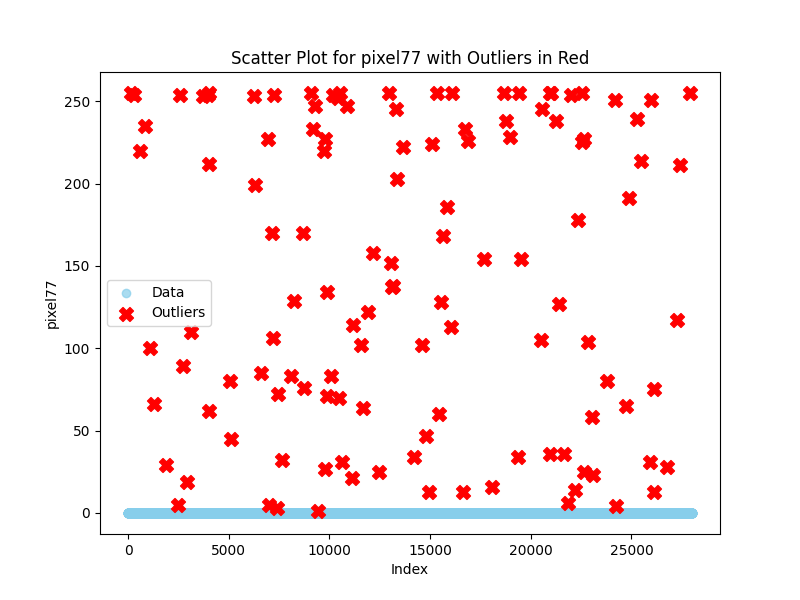 Scatter Plot for pixel77 with Outliers in Red
250
200
150
100
50
0
pixel77
Data
Outliers
0 5000 10000 15000 20000 25000
Index